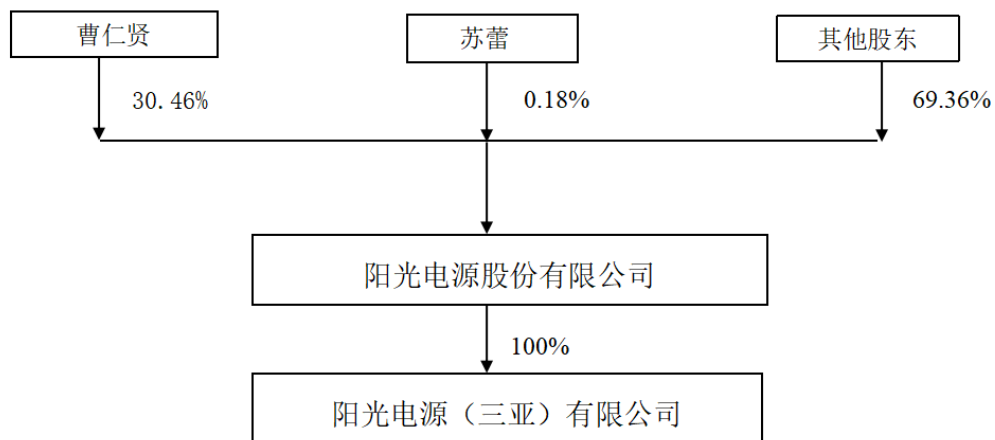 曹仁贤
苏蕾
其他股东
30.46%
0.18%
69.36%
阳光电源股份有限公司
100%
阳光电源（三亚）有限公司